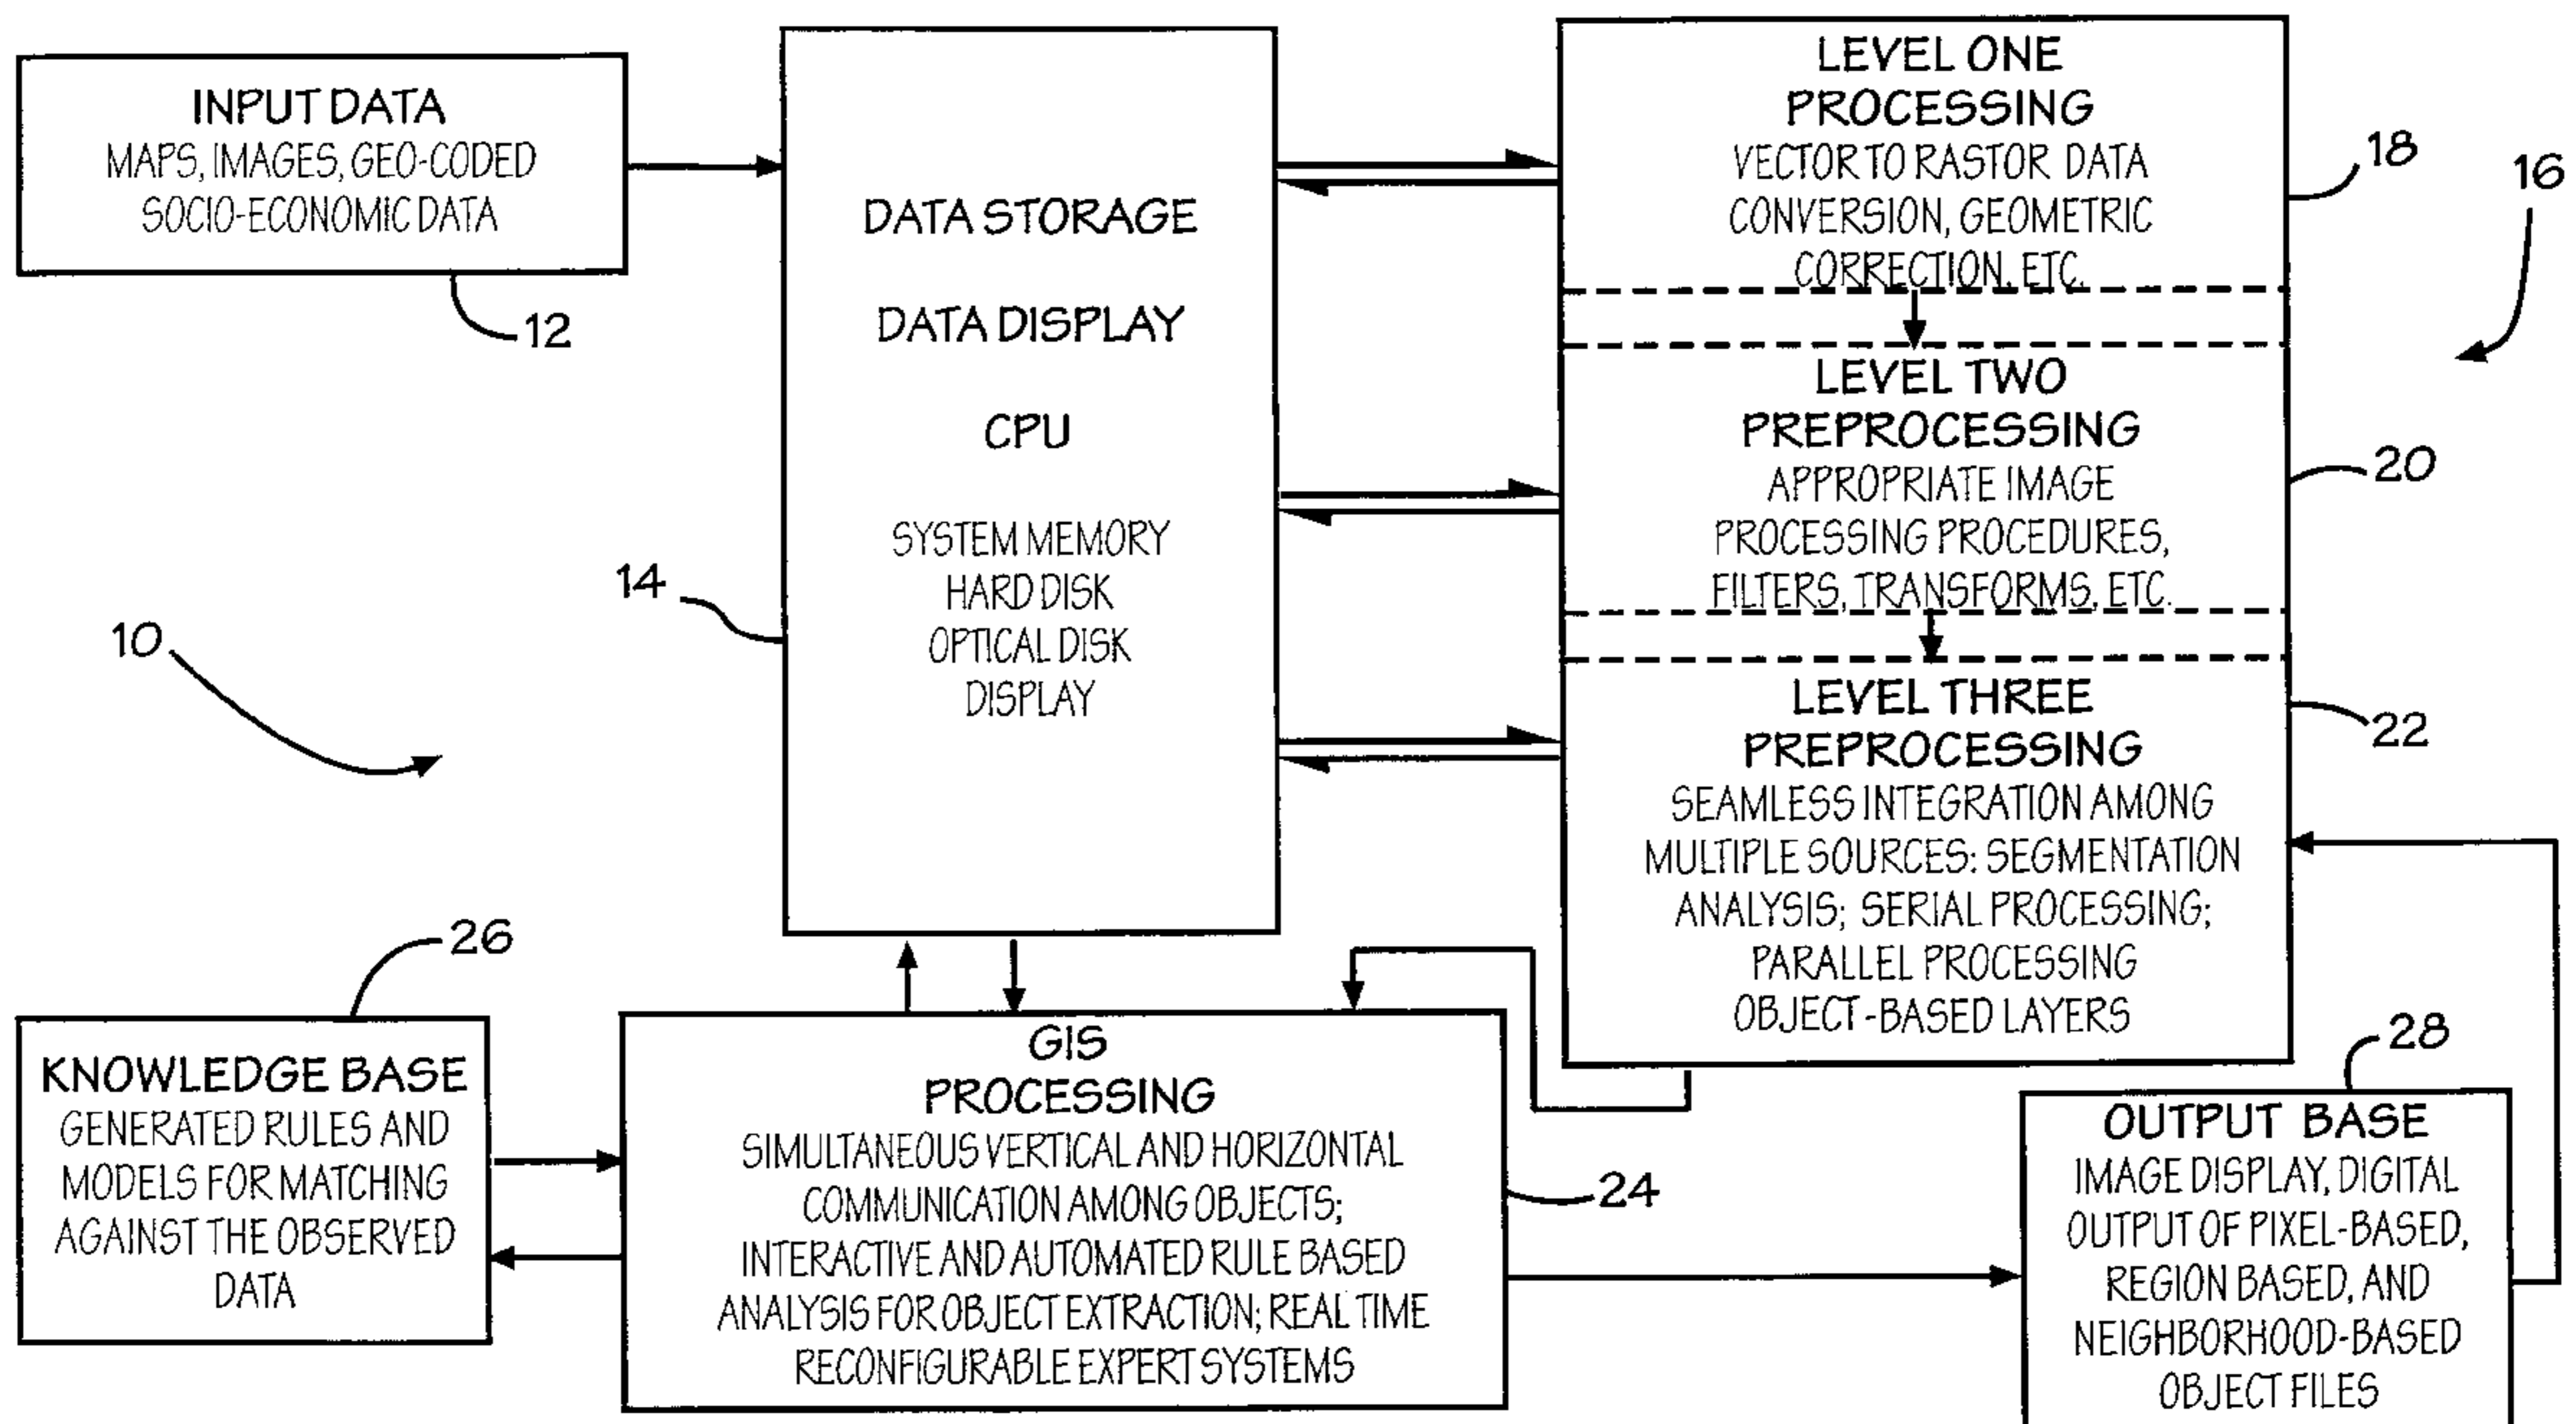 INPUT DATA
MAPS, IMAGES, GEO-CODED
SOCIO-ECONOMIC DATA
12
DATA STORAGE
DATA DISPLAY
CPU
SYSTEM MEMORY
HARD DISK
OPTICAL DISK
DISPLAY
14
10
LEVEL ONE
PROCESSING
VECTOR TO RASTOR DATA
CONVERSION, GEOMETRIC
CORRECTION, ETC.
18
16
LEVEL TWO
PREPROCESSING
APPROPRIATE IMAGE
PROCESSING PROCEDURES,
FILTERS, TRANSFORMS, ETC.
20
LEVEL THREE
PREPROCESSING
SEAMLESS INTEGRATION AMONG
MULTIPLE SOURCES: SEGMENTATION
ANALYSIS; SERIAL PROCESSING;
PARALLEL PROCESSING
OBJECT-BASED LAYERS
22
26
KNOWLEDGE BASE
GENERATED RULES AND
MODELS FOR MATCHING
AGAINST THE OBSERVED
DATA
GIS
PROCESSING
SIMULTANEOUS VERTICAL AND HORIZONTAL
COMMUNICATION AMONG OBJECTS;
INTERACTIVE AND AUTOMATED RULE BASED
ANALYSIS FOR OBJECT EXTRACTION; REAL TIME
RECONFIGURABLE EXPERT SYSTEMS
24
28
OUTPUT BASE
IMAGE DISPLAY, DIGITAL
OUTPUT OF PIXEL-BASED,
REGION BASED, AND
NEIGHBORHOOD-BASED
OBJECT FILES